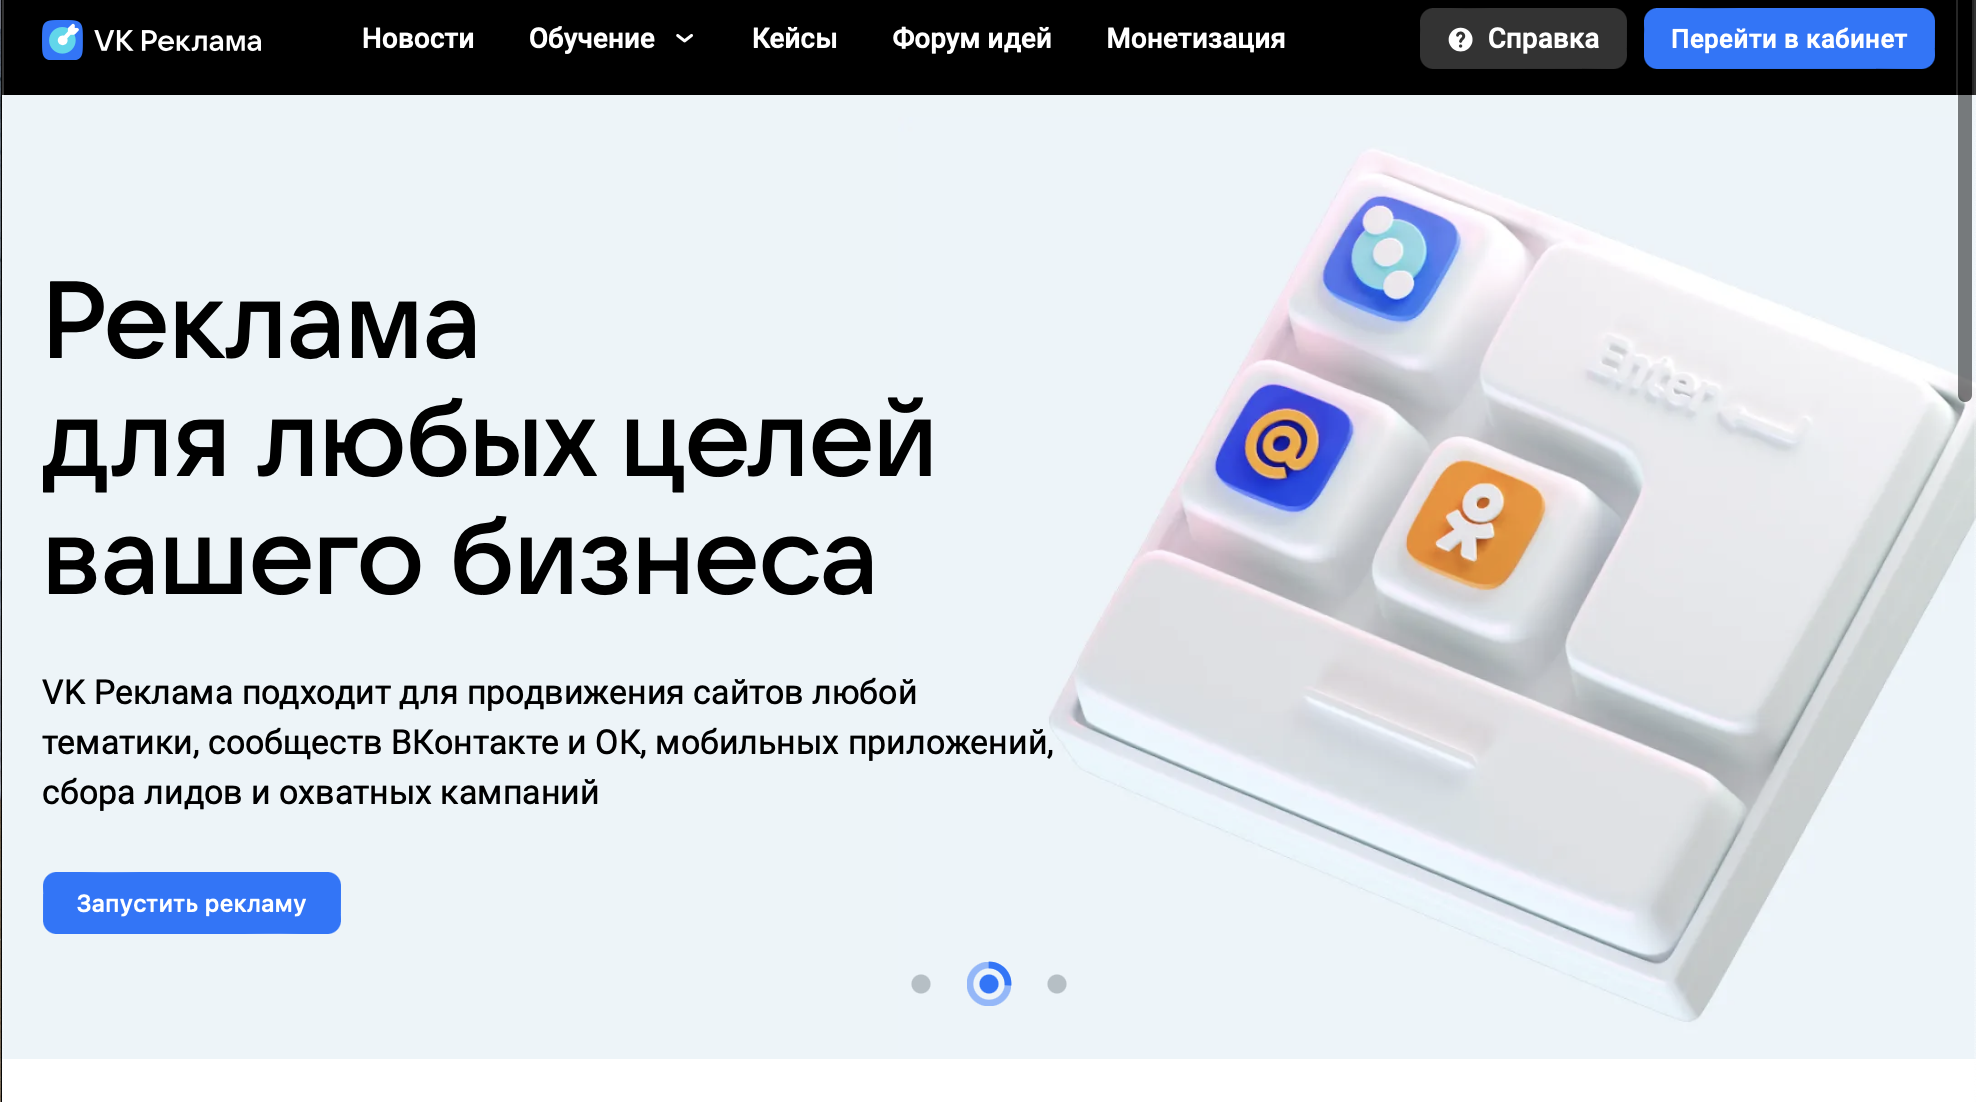 VK Реклама
Новости
Обучение
Кейсы
Форум идей
Монетизация
Справка
Перейти в кабинет
Реклама
для любых целей
вашего бизнеса
VK Реклама подходит для продвижения сайтов любой
тематики, сообществ ВКонтакте и ОК, мобильных приложений,
сбора лидов и охватных кампаний
Запустить рекламу
Enter